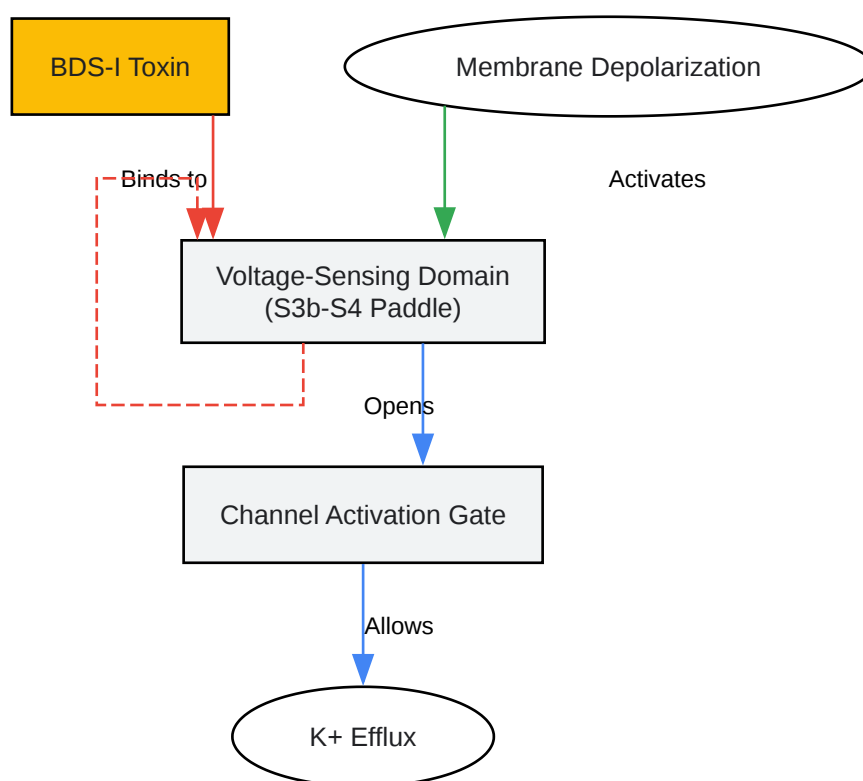 BDS-I Toxin
Membrane Depolarization
Binds to
Activates
Voltage-Sensing Domain
(S3b-S4 Paddle)
Opens
Channel Activation Gate
Allows
K+ Efflux